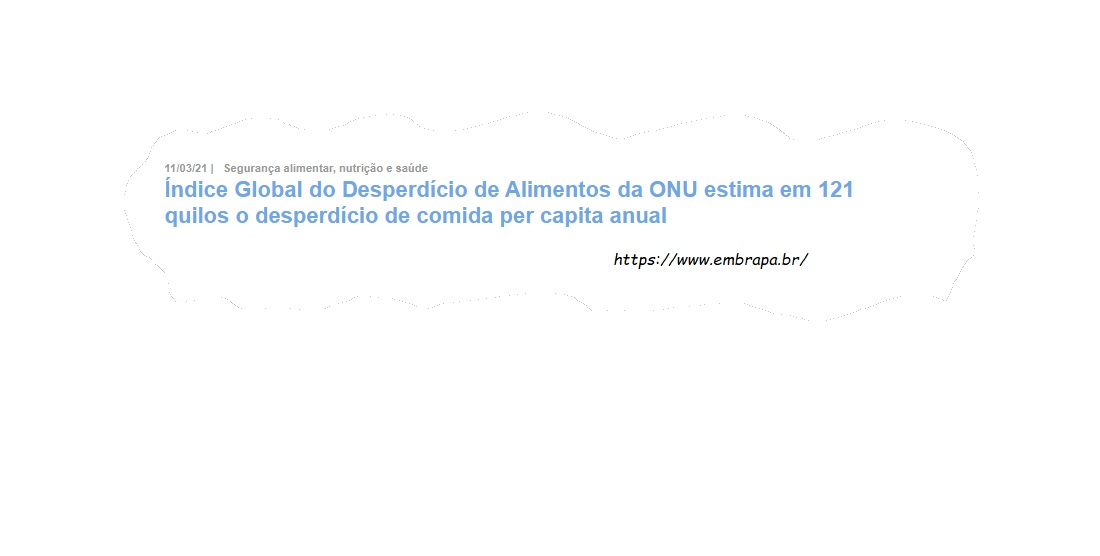 11/03/21 | Segurança alimentar, nutrição e saúde
Índice Global do Desperdício de Alimentos da ONU estima em 121
quilos o desperdício de comida per capita anual
https://www.embrapa.br/